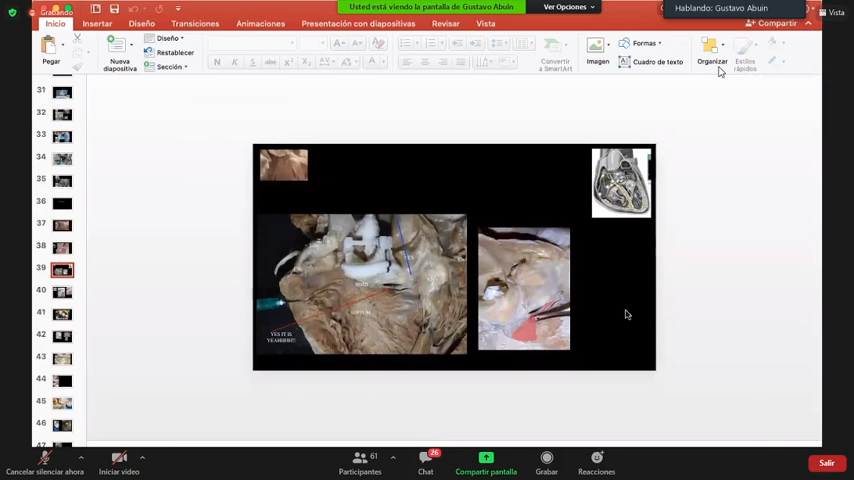 Grabando
Usted está viendo la pantalla de Gustavo Abuin
Ver Opciones
Hablando: Gustavo Abuin
Vista
Inicio
Insertar
Diseño
Transiciones
Animaciones
Presentación con diapositivas
Revisar
Vista
Compartir
Pegar
Nueva
diapositiva
Diseño
Restablecer
Sección
N K S abc
Convertir
a SmartArt
Imagen
Formas
Cuadro de texto
Organizar
Estilos
rápidos
31
32
33
34
35
36
37
38
39
40
41
42
43
44
45
46
47
SEPTUM
YES IT IS
YEAHHHH!!
Cancelar silenciar ahora
Iniciar video
61
Participantes
26
Chat
Compartir pantalla
Grabar
Reacciones
Salir